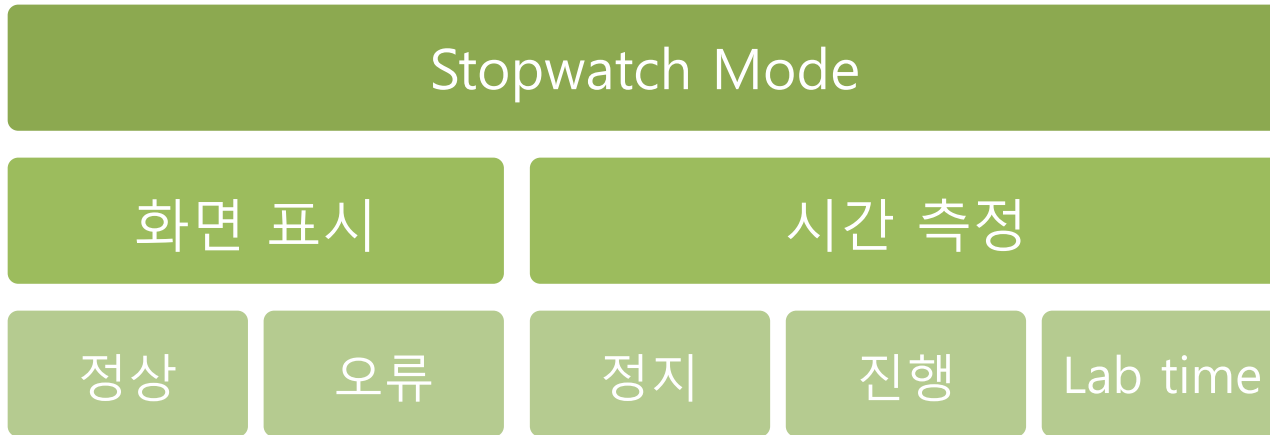 Stopwatch Mode
화면 표시
시간 측정
정상
오류
정지
진행
Lab time